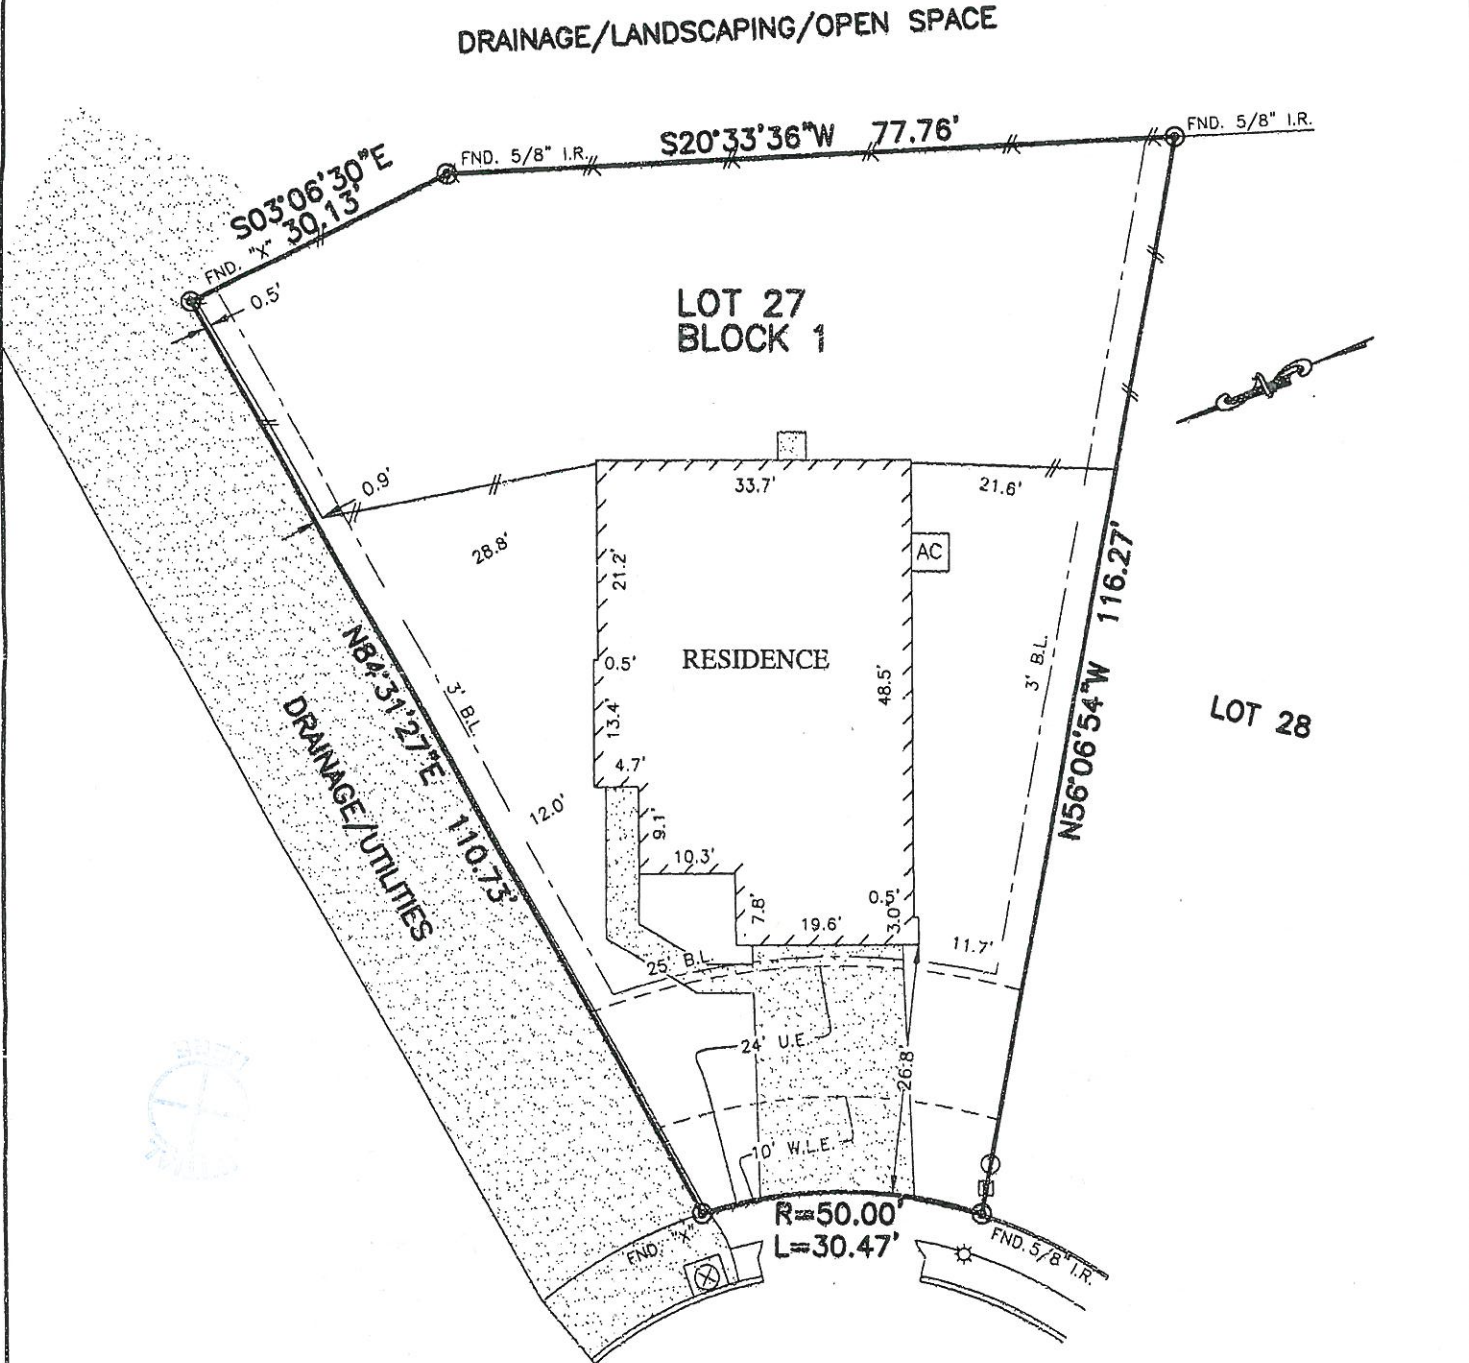 DRAINAGE/LANDSCAPING/OPEN SPACE
FND. 5/8" I.R.
S20°33'36"W 77.76'
FND. 5/8" I.R.
S03°06'30"E
30.13'
FND. "X"
0.5'
LOT 27
BLOCK 1
0.9'
33.7'
21.6'
28.8'
21.2'
AC
N56°06'54"W 116.27'
N84°31'27"E 110.73'
3' B.L.
0.5'
RESIDENCE
48.5'
3' B.L.
13.4'
LOT 28
DRAINAGE/UTILITIES
4.7'
12.0'
9.1'
10.3'
7.8'
19.6'
0.5'
3.0'
11.7'
25' B.L.
24' U.E.
26.8'
10' W.L.E.
R=50.00'
L=30.47'
FND. "X"
FND. 5/8" I.R.